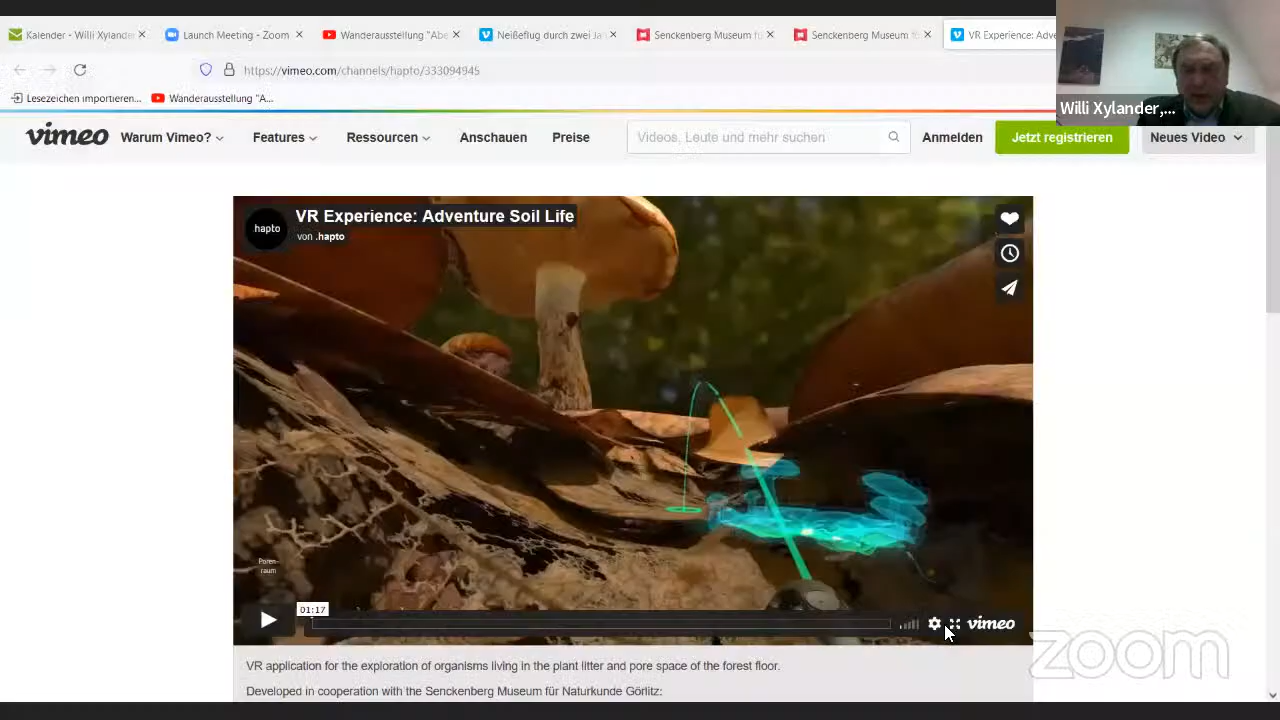 Kalender - Willi Xylander
Launch Meeting - Zoom
Wanderausstellung "Abe
Neißeflug durch zwei Ja
Senckenberg Museum f
Senckenberg Museum f
VR Experience: Adve
https://vimeo.com/channels/hapto/333094945
Lesezeichen importieren...
Wanderausstellung "A...
Willi Xylander,...
vimeo
Warum Vimeo?
Features
Ressourcen
Anschauen
Preise
Videos, Leute und mehr suchen
Anmelden
Jetzt registrieren
Neues Video
hapto
VR Experience: Adventure Soil Life
von .hapto
Poren-
raum
01:17
vimeo
zoom
VR application for the exploration of organisms living in the plant litter and pore space of the forest floor.
Developed in cooperation with the Senckenberg Museum für Naturkunde Görlitz: